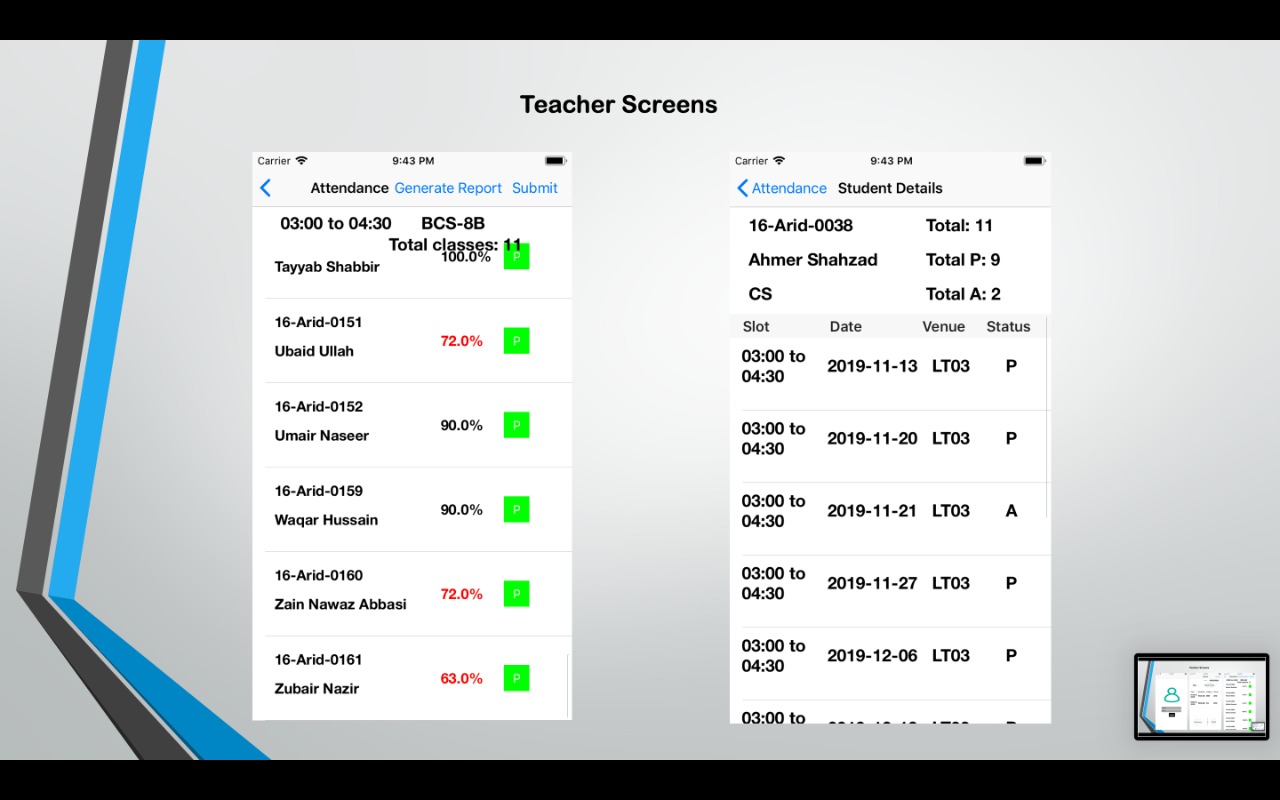 Teacher Screens
Carrier 9:43 PM
Attendance Generate Report Submit
03:00 to 04:30 BCS-8B
Total classes: 11
100.0% P
Tayyab Shabbir
16-Arid-0151
72.0% P
Ubaid Ullah
16-Arid-0152
90.0% P
Umair Naseer
16-Arid-0159
90.0% P
Waqar Hussain
16-Arid-0160
72.0% P
Zain Nawaz Abbasi
16-Arid-0161
63.0% P
Zubair Nazir
Carrier 9:43 PM
Attendance Student Details
16-Arid-0038 Total: 11
Ahmer Shahzad Total P: 9
CS Total A: 2
Slot Date Venue Status
03:00 to
04:30 2019-11-13 LT03 P
03:00 to
04:30 2019-11-20 LT03 P
03:00 to
04:30 2019-11-21 LT03 A
03:00 to
04:30 2019-11-27 LT03 P
03:00 to
04:30 2019-12-06 LT03 P
03:00 to